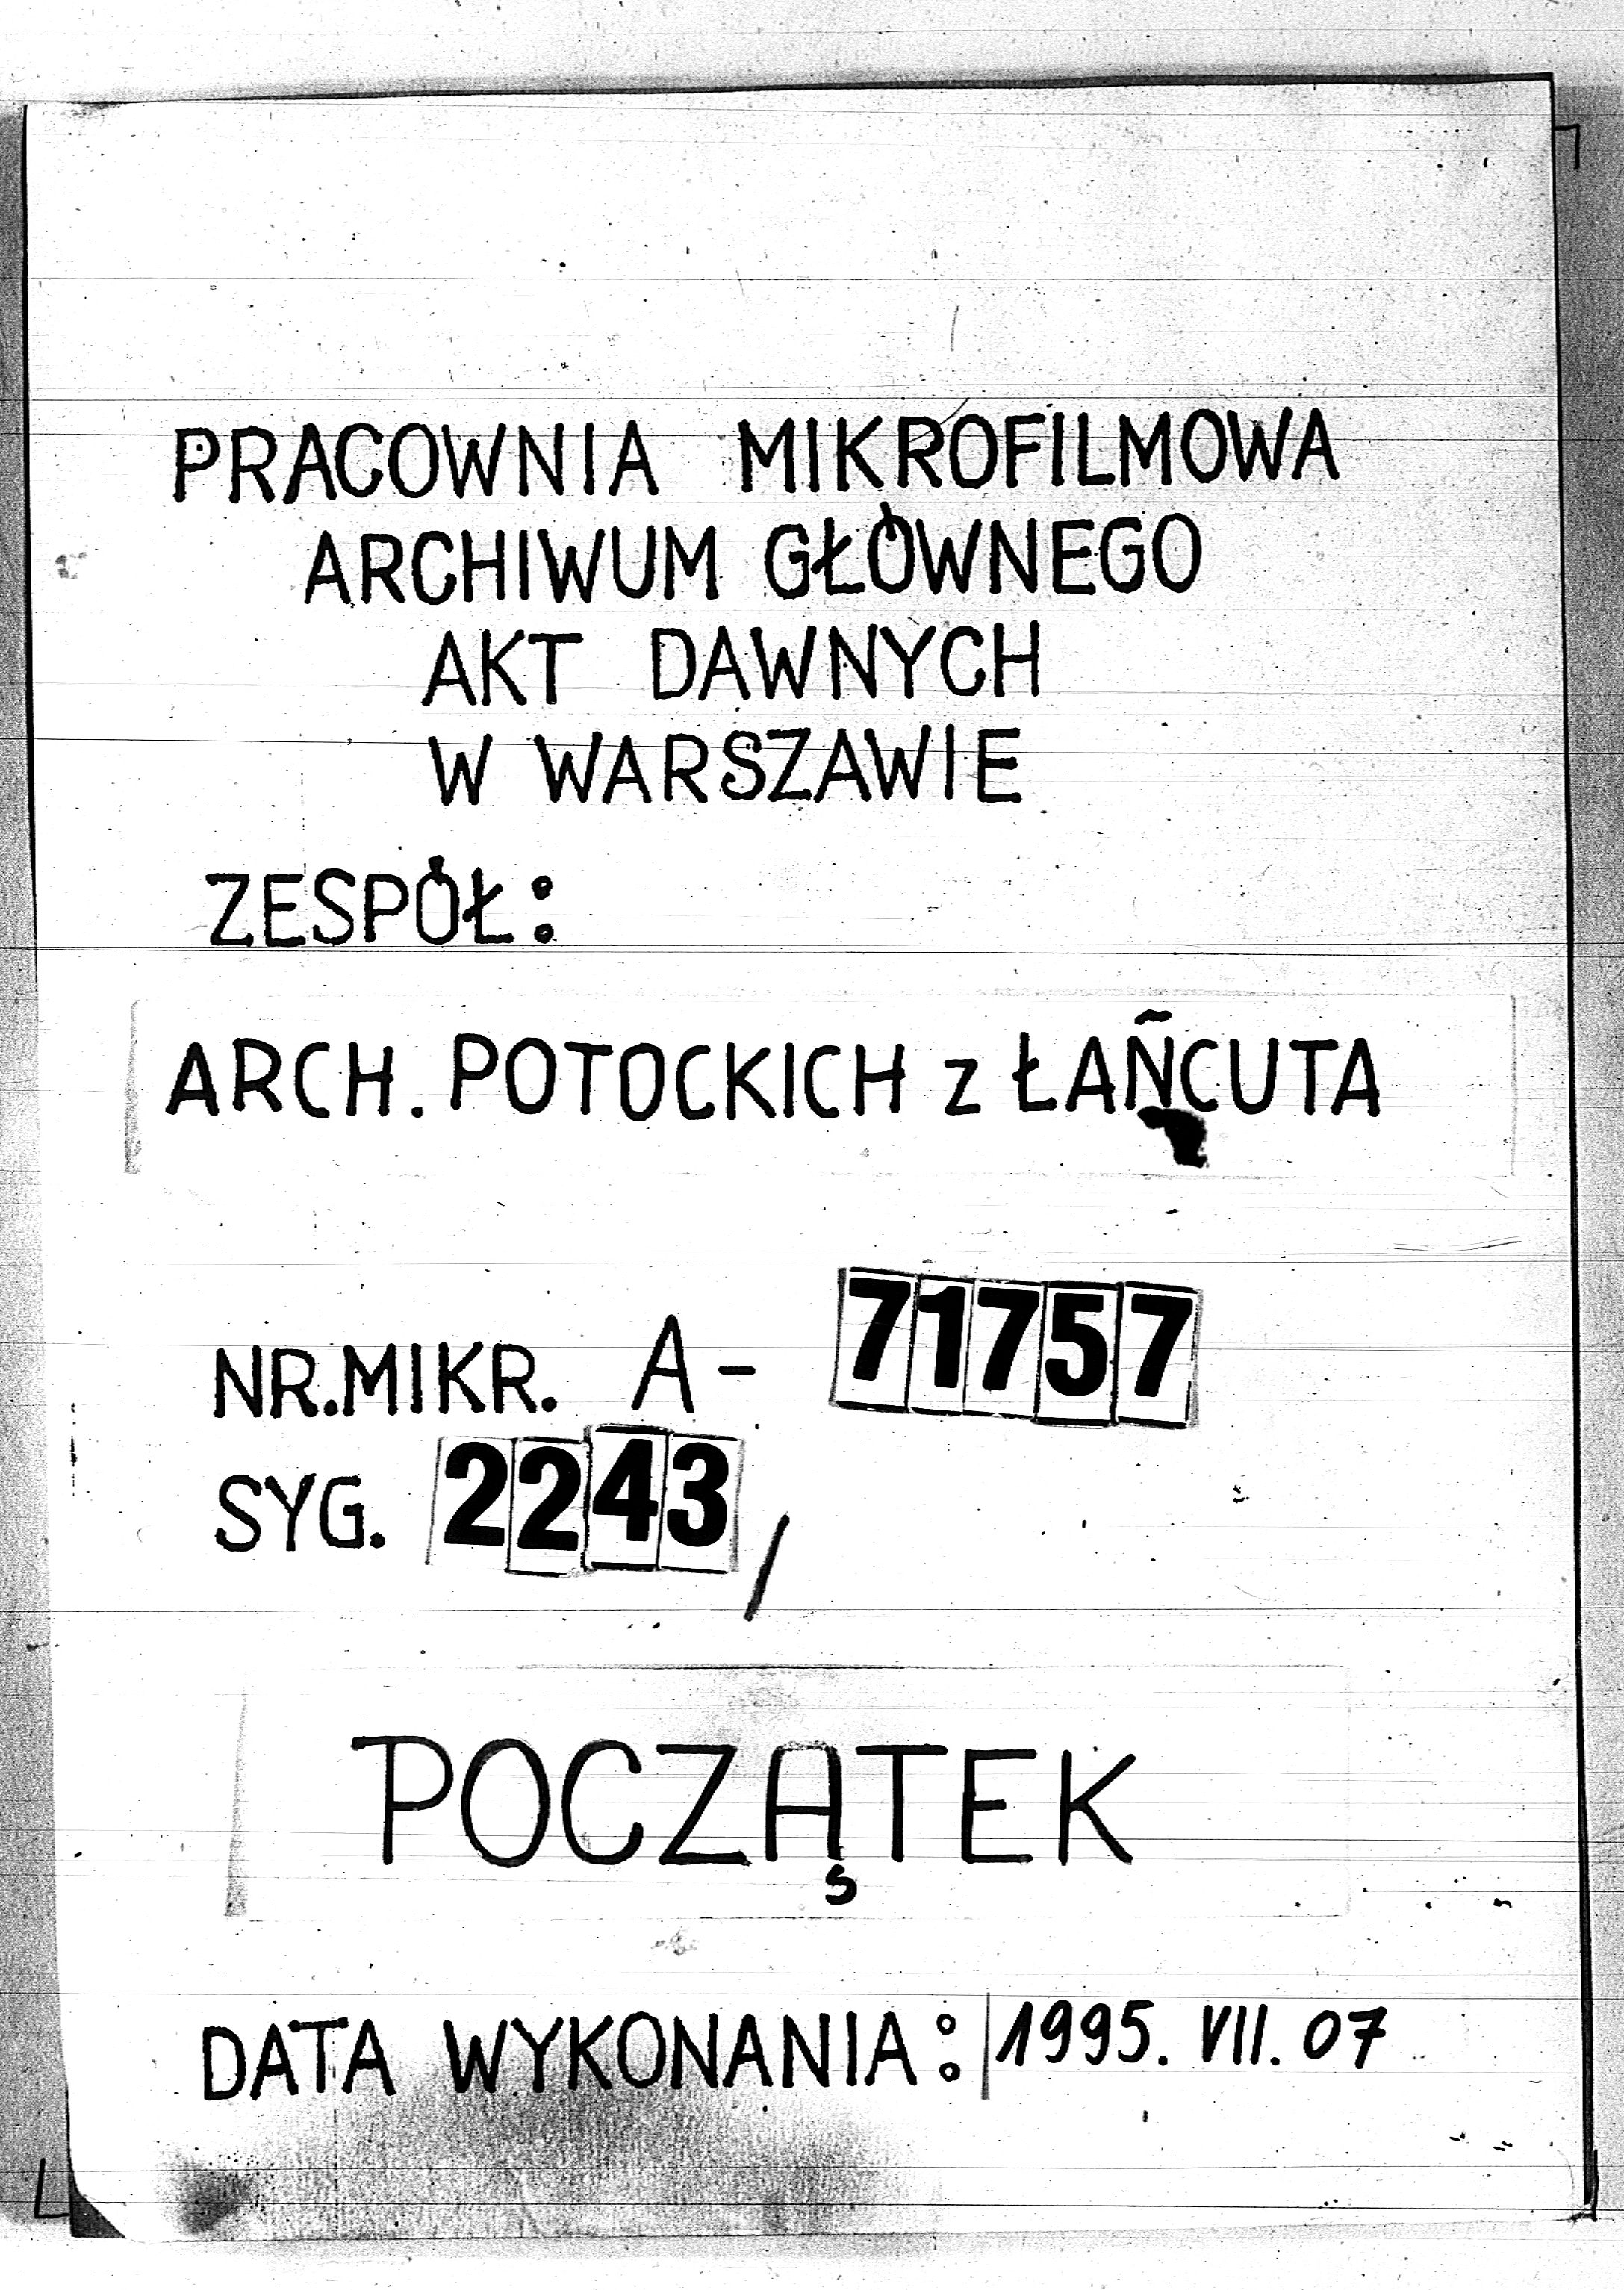 PRACOWNIA MIKROFILMOWA
ARCHIWUM GŁÓWNEGO
AKT DAWNYCH
W WARSZAWIE
ZESPÓŁ:
ARCH. POTOCKICH z ŁAŃCUTA
NR.MIKR. A- 71757
SYG. 2243/
POCZĄTEK
DATA WYKONANIA: 1995. VII. 07